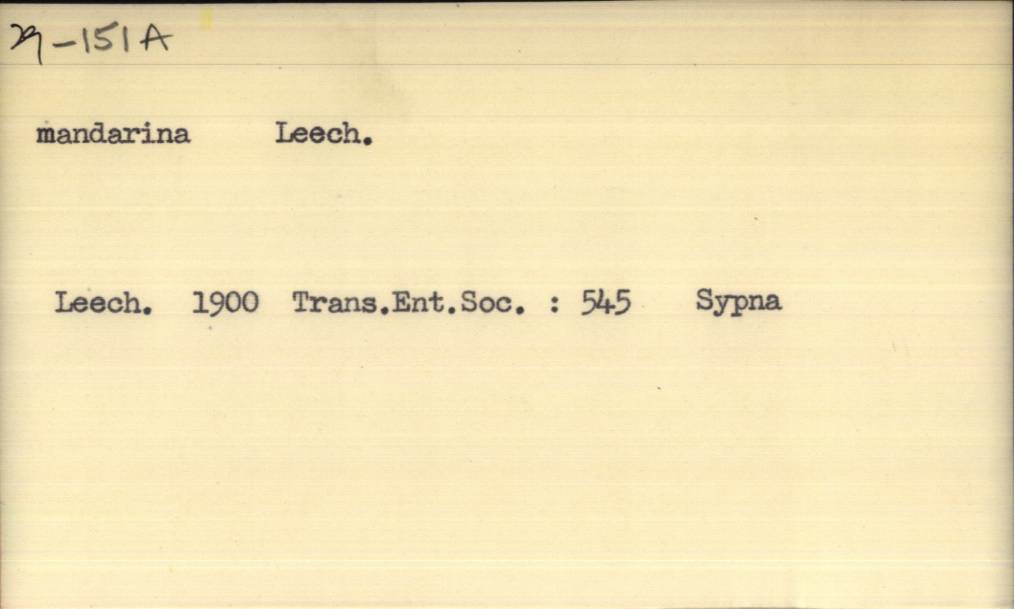 29-151A
mandarina Leech.
Leech. 1900 Trans.Ent.Soc. : 545 Sypna